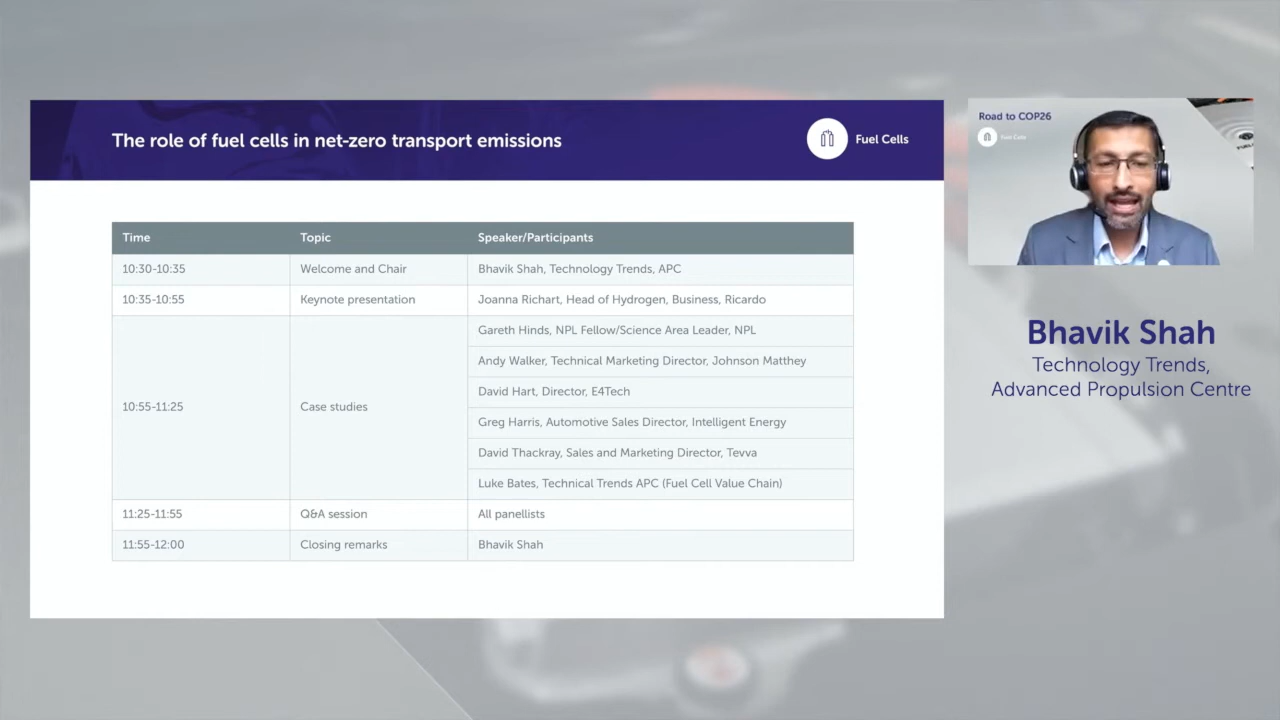 The role of fuel cells in net-zero transport emissions
Fuel Cells
Time Topic Speaker/Participants
10:30-10:35 Welcome and Chair Bhavik Shah, Technology Trends, APC
10:35-10:55 Keynote presentation Joanna Richart, Head of Hydrogen, Business, Ricardo
10:55-11:25 Case studies
Gareth Hinds, NPL Fellow/Science Area Leader, NPL
Andy Walker, Technical Marketing Director, Johnson Matthey
David Hart, Director, E4Tech
Greg Harris, Automotive Sales Director, Intelligent Energy
David Thackray, Sales and Marketing Director, Tevva
Luke Bates, Technical Trends APC (Fuel Cell Value Chain)
11:25-11:55 Q&A session All panellists
11:55-12:00 Closing remarks Bhavik Shah
Road to COP26
Fuel Cells
Bhavik Shah
Technology Trends,
Advanced Propulsion Centre